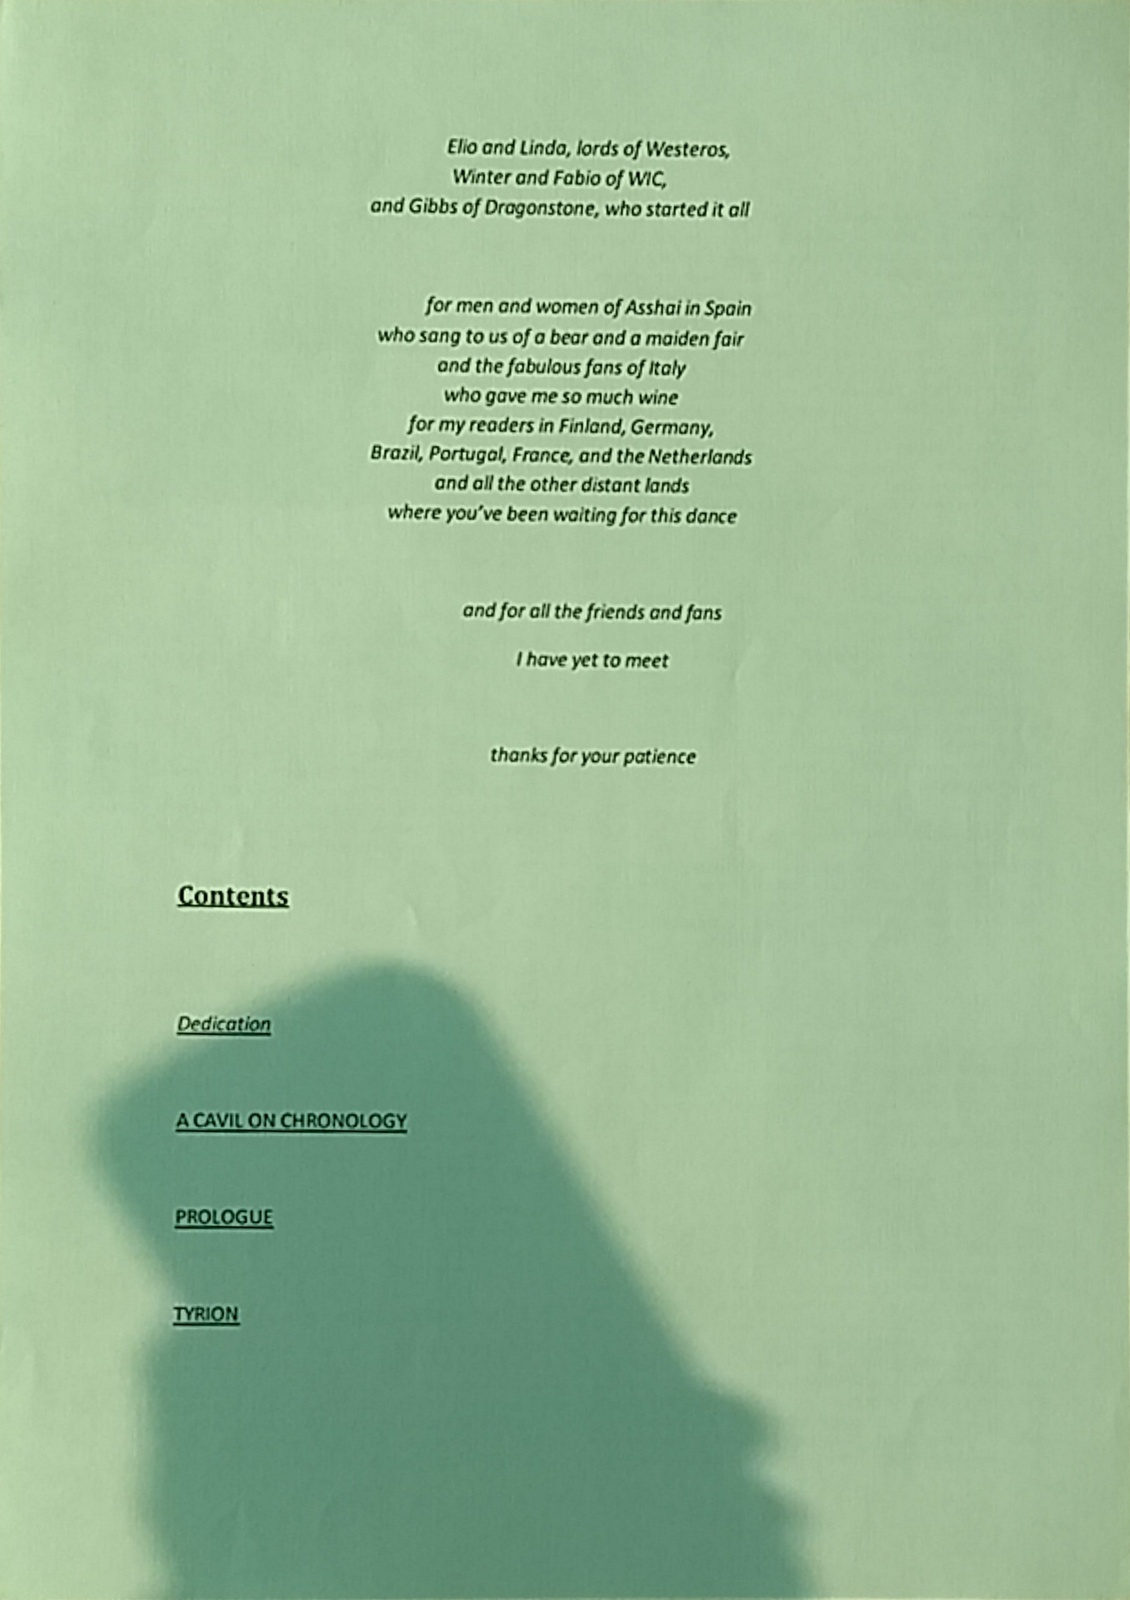 Elio and Linda, lords of Westeros,
Winter and Fabio of WIC,
and Gibbs of Dragonstone, who started it all
for men and women of Asshai in Spain
who sang to us of a bear and a maiden fair
and the fabulous fans of Italy
who gave me so much wine
for my readers in Finland, Germany,
Brazil, Portugal, France, and the Netherlands
and all the other distant lands
where you’ve been waiting for this dance
and for all the friends and fans
I have yet to meet
thanks for your patience
Contents
Dedication
A CAVIL ON CHRONOLOGY
PROLOGUE
TYRION